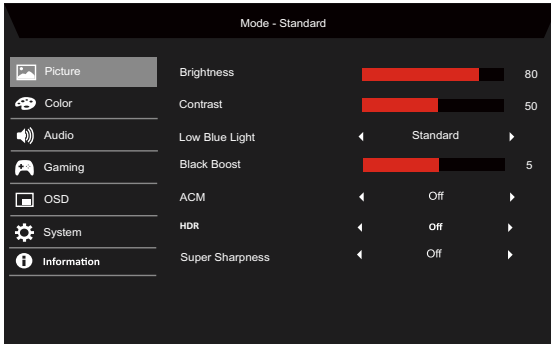 Mode - Standard
Picture
Brightness 80
Color
Contrast 50
Audio
Low Blue Light Standard
Gaming
Black Boost 5
OSD
ACM Off
System
HDR Off
Information
Super Sharpness Off